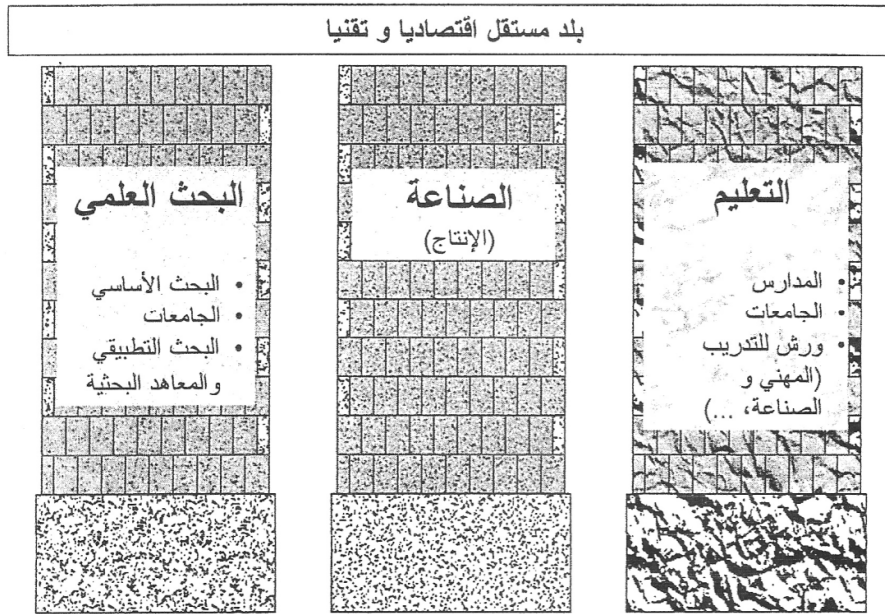 بلد مستقل اقتصاديا و تقنيا
التعليم
• المدارس
• الجامعات
• ورش للتدريب
(المهني و
الصناعة، ...)
الصناعة
(الإنتاج)
البحث العلمي
• البحث الأساسي
• الجامعات
• البحث التطبيقي
والمعاهد البحثية